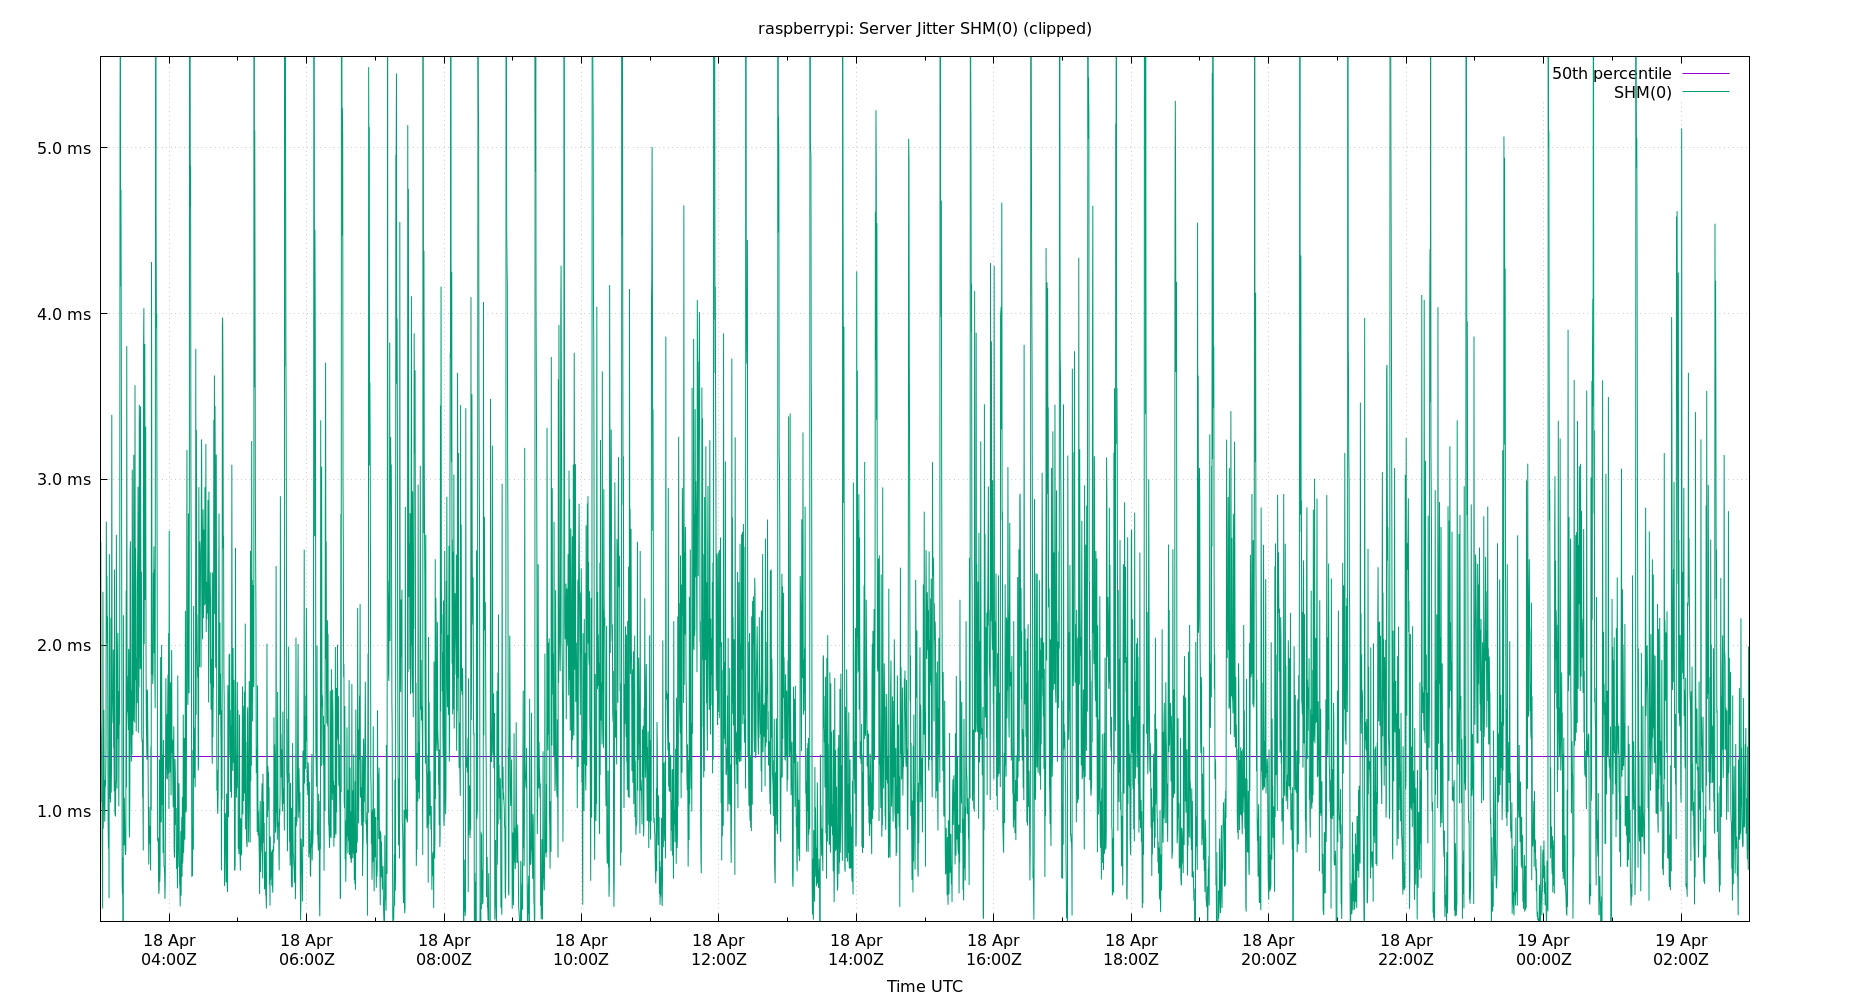 raspberrypi: Server Jitter SHM(0) (clipped)
50th percentile
SHM(0)
5.0 ms
4.0 ms
3.0 ms
2.0 ms
1.0 ms
18 Apr 18 Apr 18 Apr 18 Apr 18 Apr 18 Apr 18 Apr 18 Apr 18 Apr 18 Apr 19 Apr 19 Apr
04:00Z 06:00Z 08:00Z 10:00Z 12:00Z 14:00Z 16:00Z 18:00Z 20:00Z 22:00Z 00:00Z 02:00Z
Time UTC